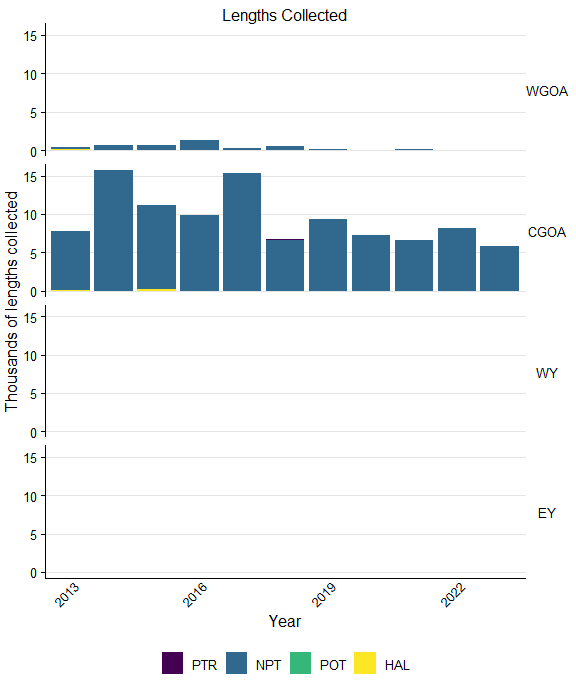 Lengths Collected
15
10
5
0
WGOA
15
10
5
0
CGOA
15
10
5
0
WY
15
10
5
0
EY
Thousands of lengths collected
2013 2016 2019 2022
Year
PTR NPT POT HAL